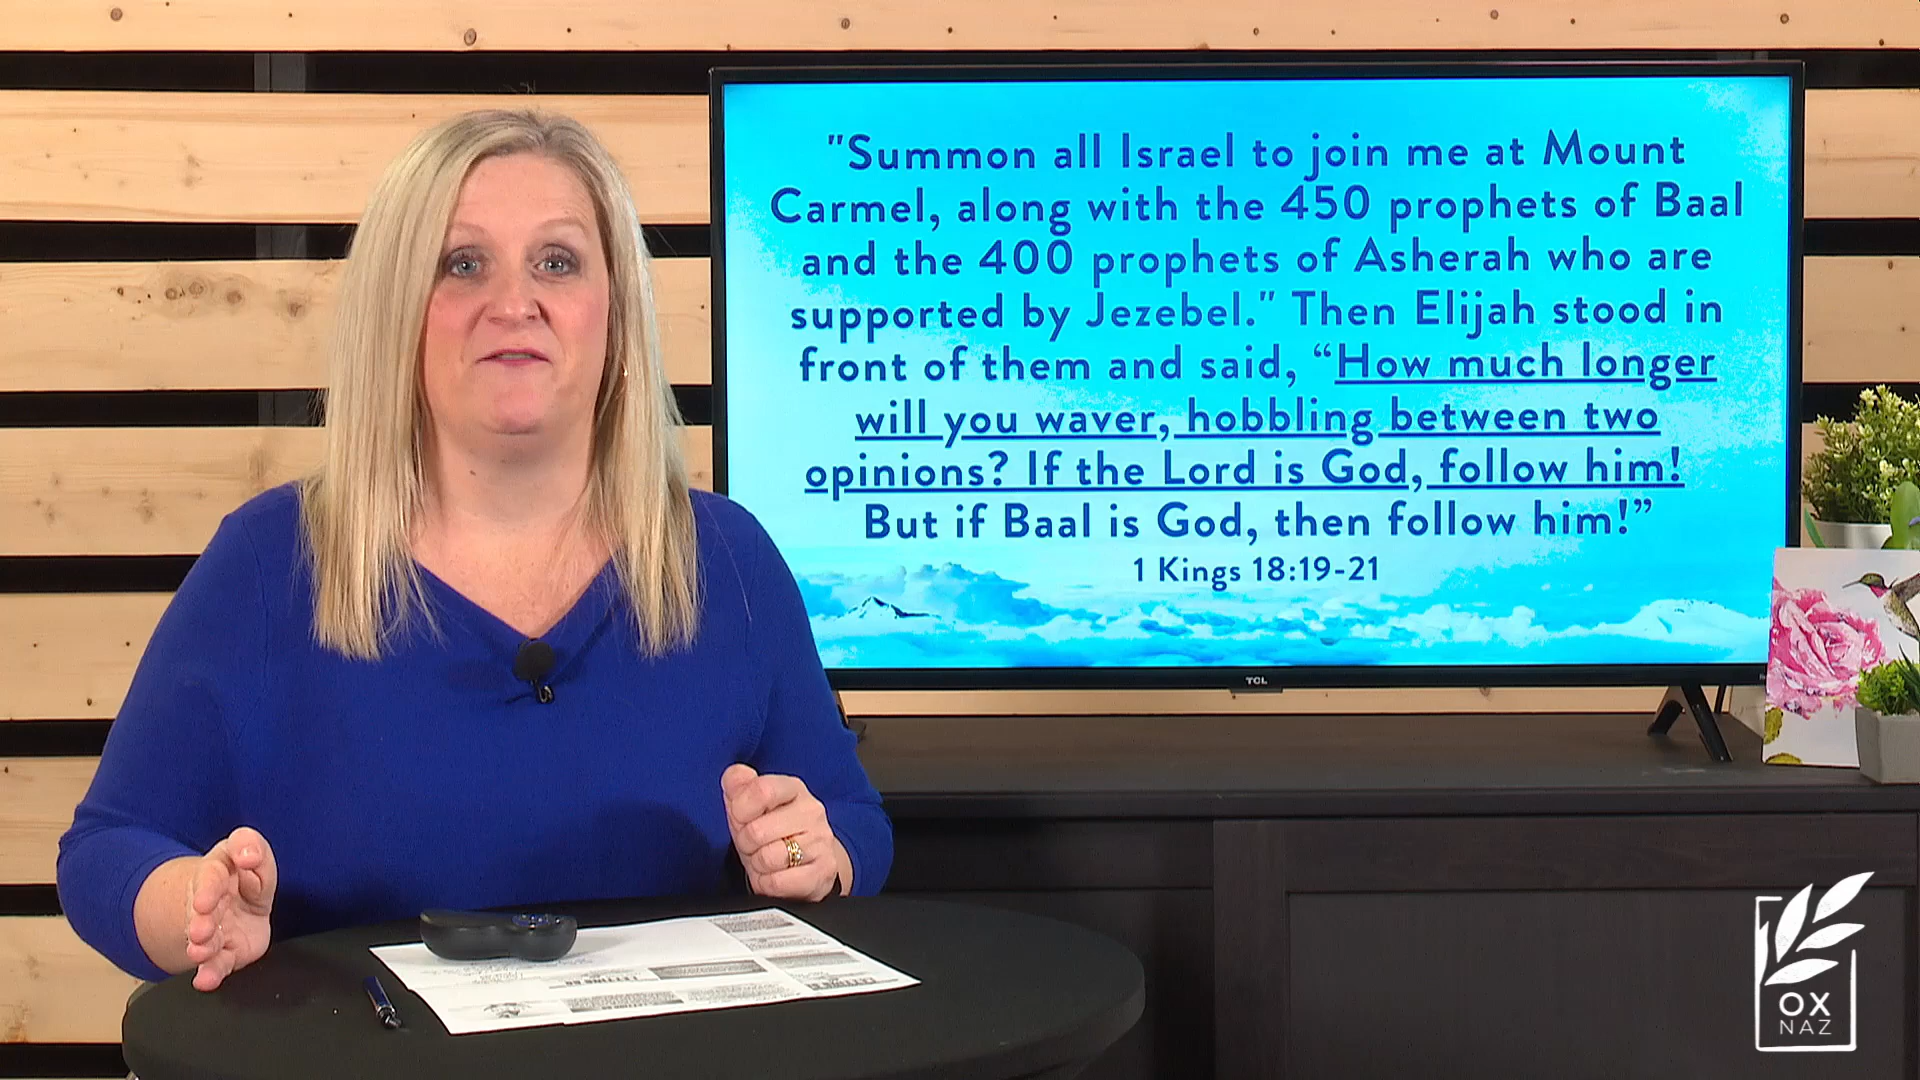 "Summon all Israel to join me at Mount
Carmel, along with the 450 prophets of Baal
and the 400 prophets of Asherah who are
supported by Jezebel." Then Elijah stood in
front of them and said, “How much longer
will you waver, hobbling between two
opinions? If the Lord is God, follow him!
But if Baal is God, then follow him!”
1 Kings 18:19-21
TCL
OX
NAZ